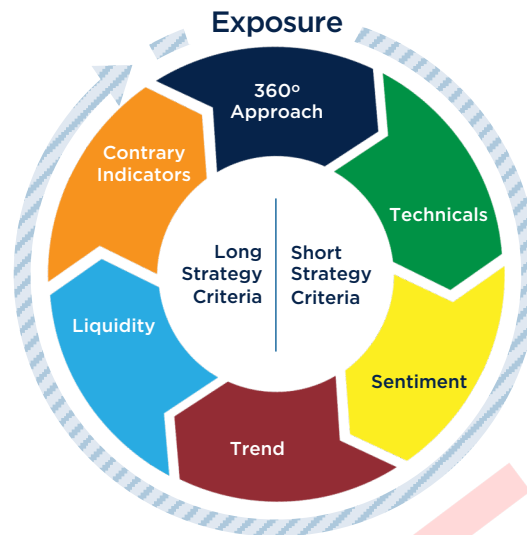 Exposure
360º
Approach
Technicals
Sentiment
Trend
Liquidity
Contrary
Indicators
Long
Strategy
Criteria
Short
Strategy
Criteria